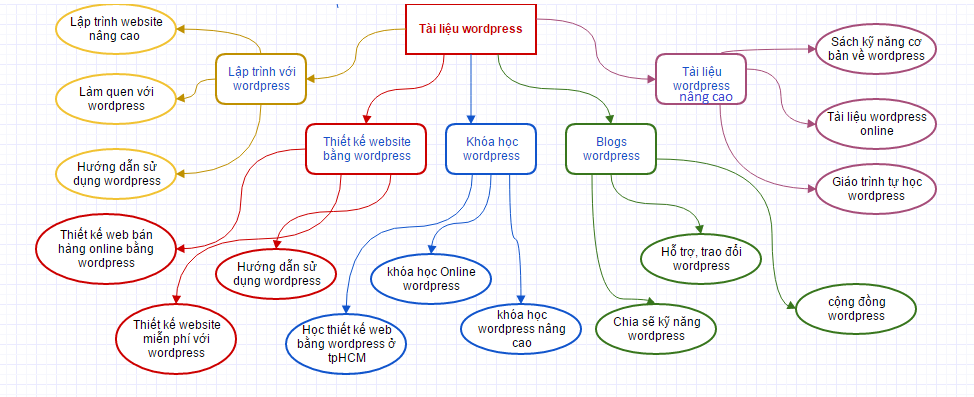 Tài liệu wordpress
Lập trình website
nâng cao
Lập trình với
wordpress
Làm quen với
wordpress
Hướng dẫn sử
dụng wordpress
Tài liệu
wordpress
nâng cao
Sách kỹ năng cơ
bản về wordpress
Tài liệu wordpress
online
Giáo trình tự học
wordpress
Thiết kế website
bằng wordpress
Khóa học
wordpress
Blogs
wordpress
Thiết kế web bán
hàng online bằng
wordpress
Hướng dẫn sử
dụng wordpress
Thiết kế website
miễn phí với
wordpress
khóa học Online
wordpress
Học thiết kế web
bằng wordpress ở
tpHCM
khóa học
wordpress nâng
cao
Hỗ trợ, trao đổi
wordpress
Chia sẽ kỹ năng
wordpress
cộng đồng
wordpress